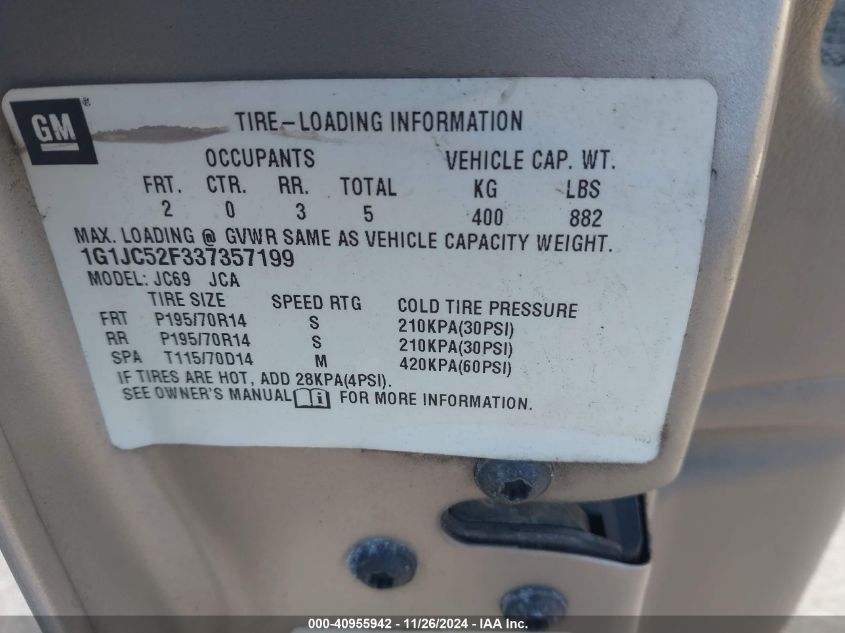 GM ®
TIRE-LOADING INFORMATION
OCCUPANTS VEHICLE CAP. WT.
FRT. CTR. RR. TOTAL KG LBS
2 0 3 5 400 882
MAX. LOADING @ GVWR SAME AS VEHICLE CAPACITY WEIGHT.
1G1JC52F337357199
MODEL: JC69 JCA
TIRE SIZE SPEED RTG COLD TIRE PRESSURE
FRT P195/70R14 S 210KPA(30PSI)
RR P195/70R14 S 210KPA(30PSI)
SPA T115/70D14 M 420KPA(60PSI)
IF TIRES ARE HOT, ADD 28KPA(4PSI).
SEE OWNER'S MANUAL i FOR MORE INFORMATION.
000-40955942 - 11/26/2024 - IAA Inc.